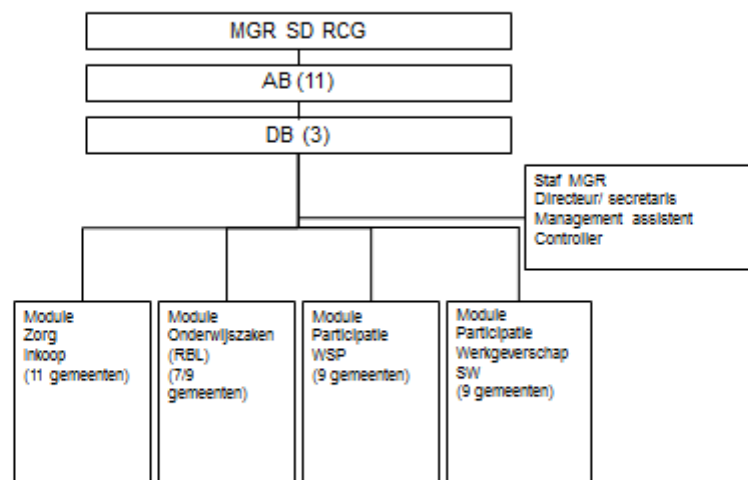 MGR SD RCG
AB (11)
DB (3)
Staf MGR
Directeur/ secretaris
Management assistent
Controller
Module
Zorg
Inkoop
(11 gemeenten)
Module
Onderwijszaken
(RBL)
(7/9
gemeenten)
Module
Participatie
WSP
(9 gemeenten)
Module
Participatie
Werkgeverschap
SW
(9 gemeenten)